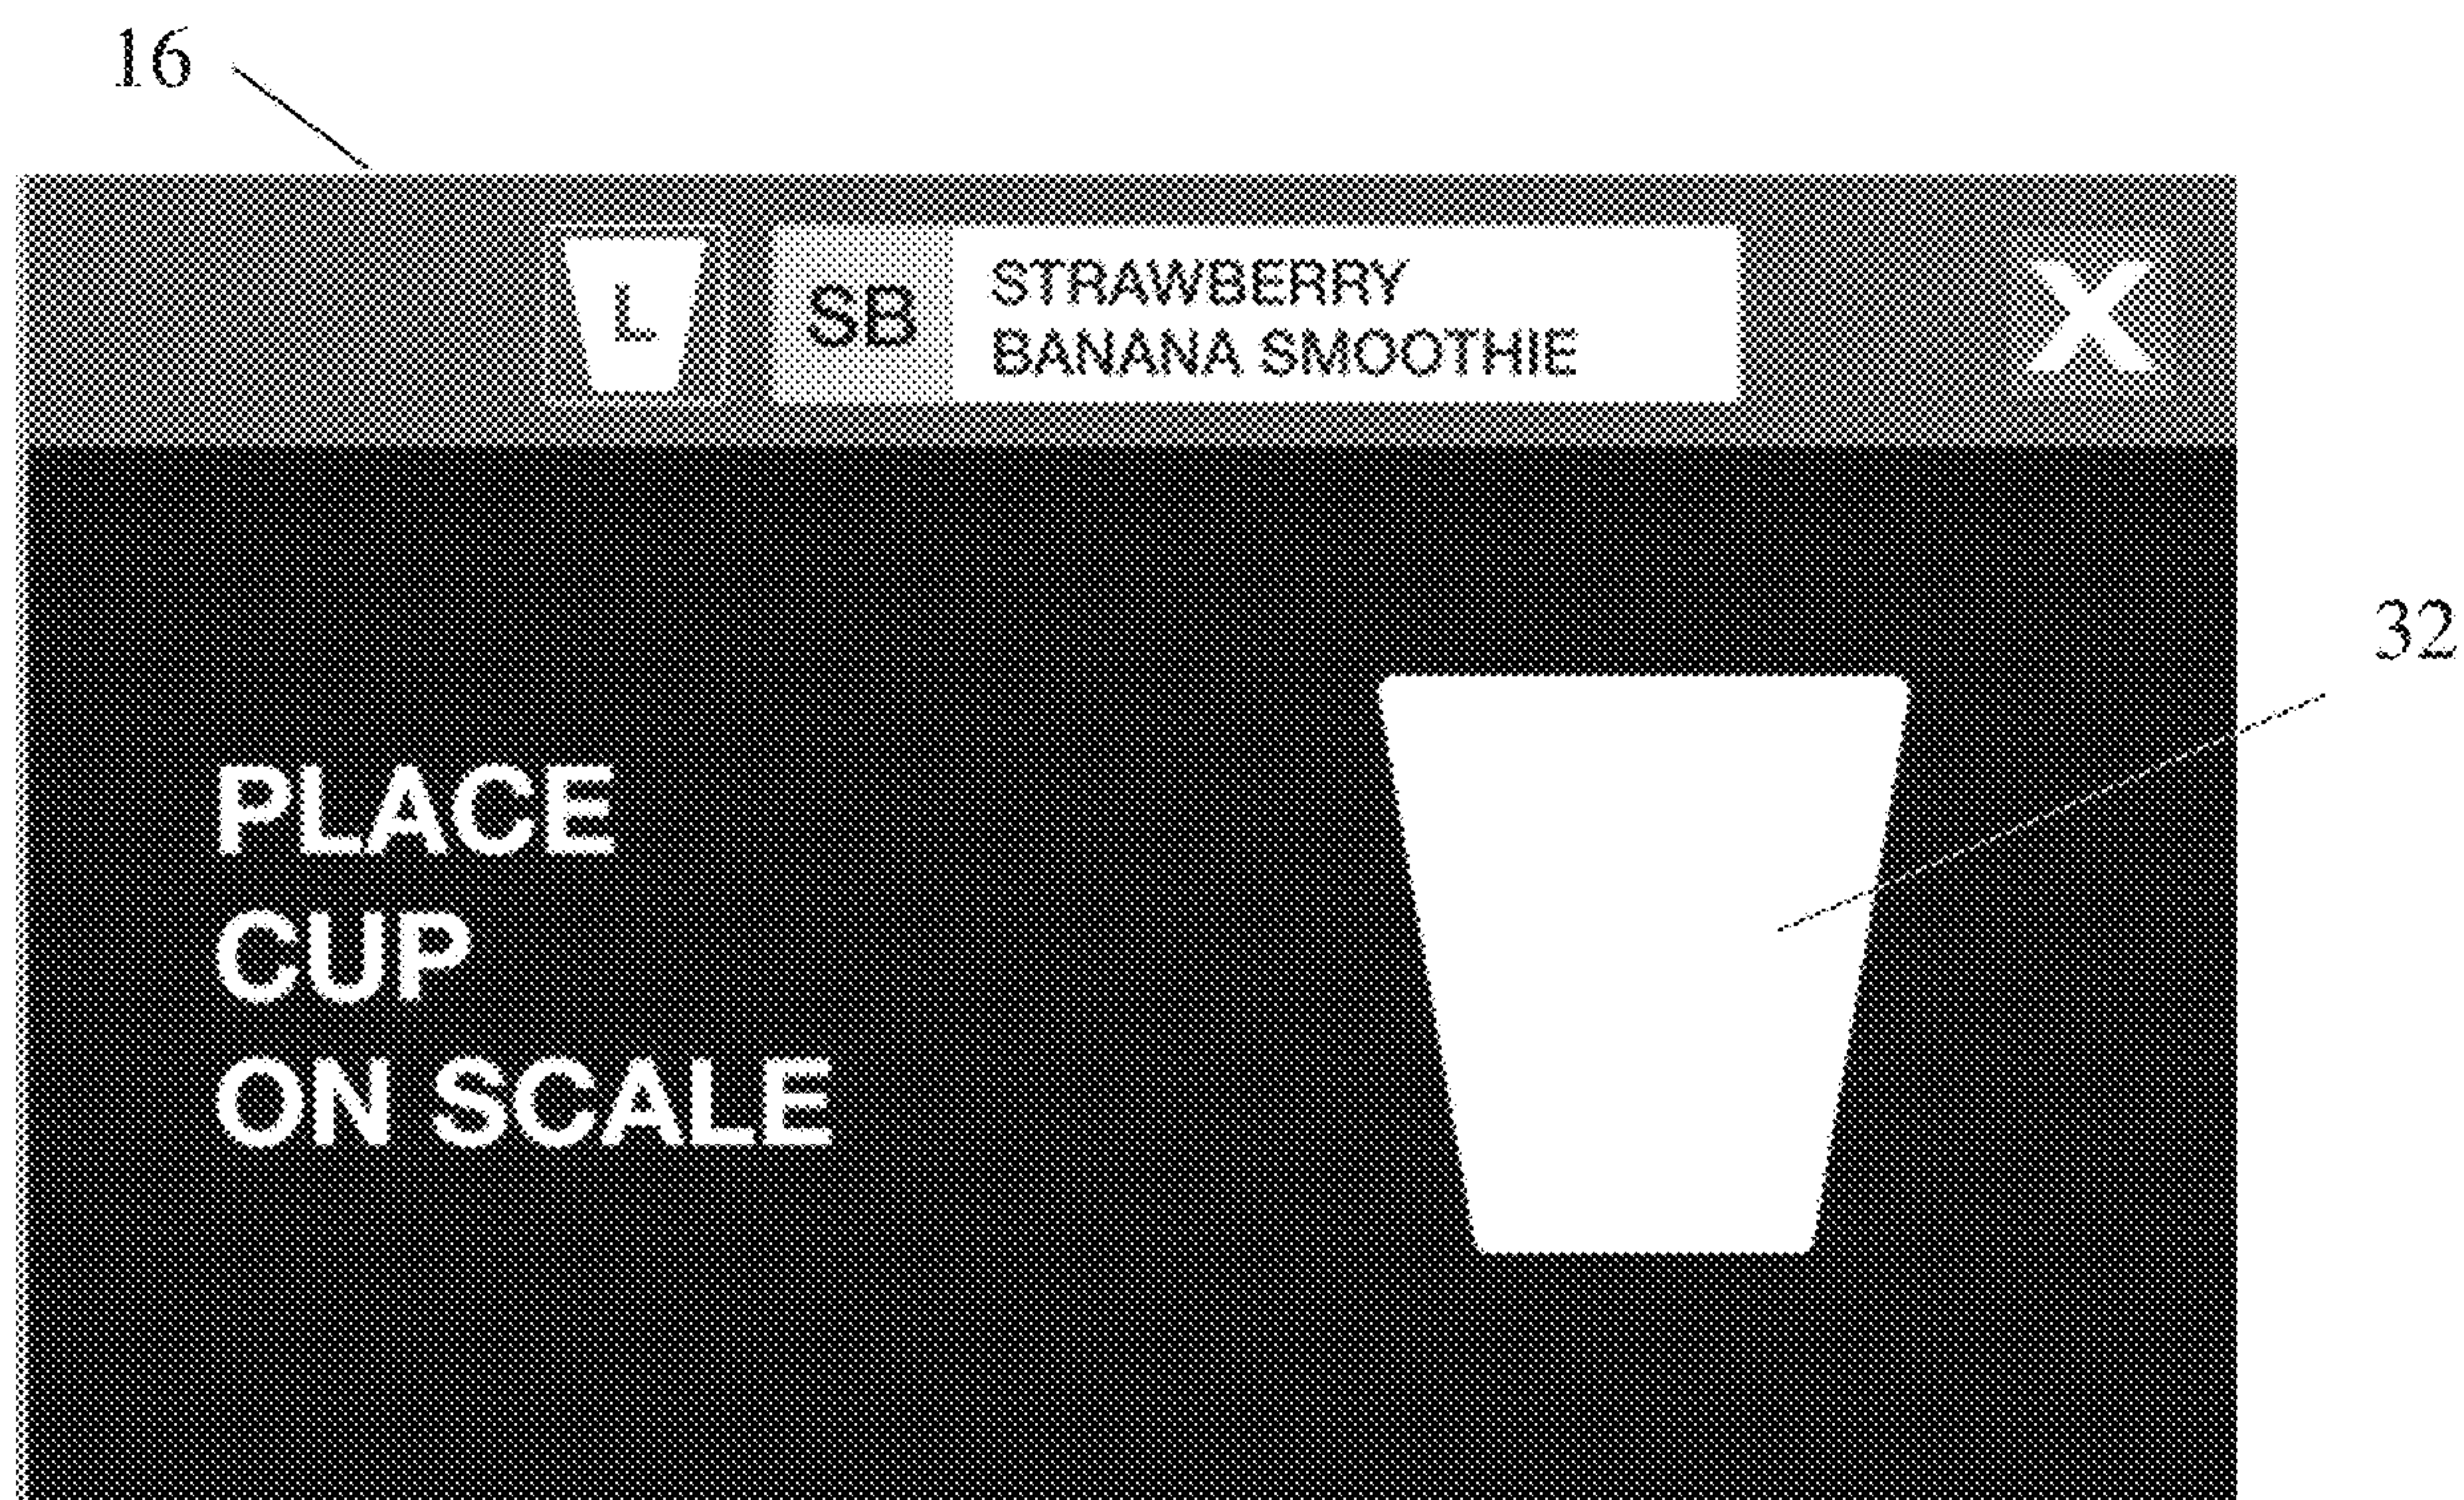 16
L
SB
STRAWBERRY
BANANA SMOOTHIE
X
32
PLACE
CUP
ON SCALE